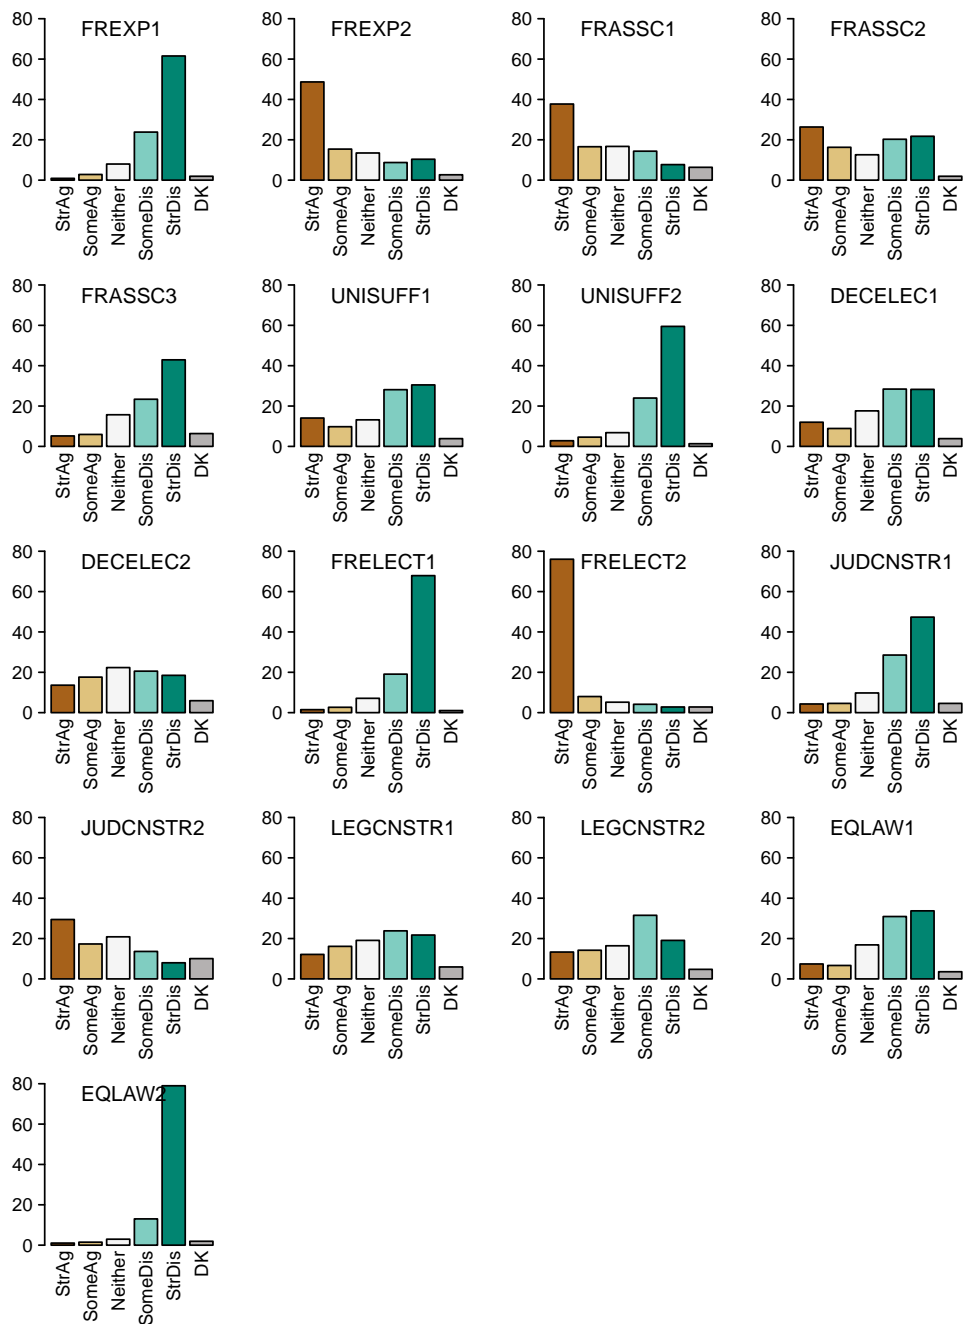 FREXP1
80
60
40
20
0
StrAg
SomeAg
Neither
SomeDis
StrDis
DK
FREXP2
80
60
40
20
0
StrAg
SomeAg
Neither
SomeDis
StrDis
DK
FRASSC1
80
60
40
20
0
StrAg
SomeAg
Neither
SomeDis
StrDis
DK
FRASSC2
80
60
40
20
0
StrAg
SomeAg
Neither
SomeDis
StrDis
DK
FRASSC3
80
60
40
20
0
StrAg
SomeAg
Neither
SomeDis
StrDis
DK
UNISUFF1
80
60
40
20
0
StrAg
SomeAg
Neither
SomeDis
StrDis
DK
UNISUFF2
80
60
40
20
0
StrAg
SomeAg
Neither
SomeDis
StrDis
DK
DECELEC1
80
60
40
20
0
StrAg
SomeAg
Neither
SomeDis
StrDis
DK
DECELEC2
80
60
40
20
0
StrAg
SomeAg
Neither
SomeDis
StrDis
DK
FRELECT1
80
60
40
20
0
StrAg
SomeAg
Neither
SomeDis
StrDis
DK
FRELECT2
80
60
40
20
0
StrAg
SomeAg
Neither
SomeDis
StrDis
DK
JUDCNSTR1
80
60
40
20
0
StrAg
SomeAg
Neither
SomeDis
StrDis
DK
JUDCNSTR2
80
60
40
20
0
StrAg
SomeAg
Neither
SomeDis
StrDis
DK
LEGCNSTR1
80
60
40
20
0
StrAg
SomeAg
Neither
SomeDis
StrDis
DK
LEGCNSTR2
80
60
40
20
0
StrAg
SomeAg
Neither
SomeDis
StrDis
DK
EQLAW1
80
60
40
20
0
StrAg
SomeAg
Neither
SomeDis
StrDis
DK
EQLAW2
80
60
40
20
0
StrAg
SomeAg
Neither
SomeDis
StrDis
DK